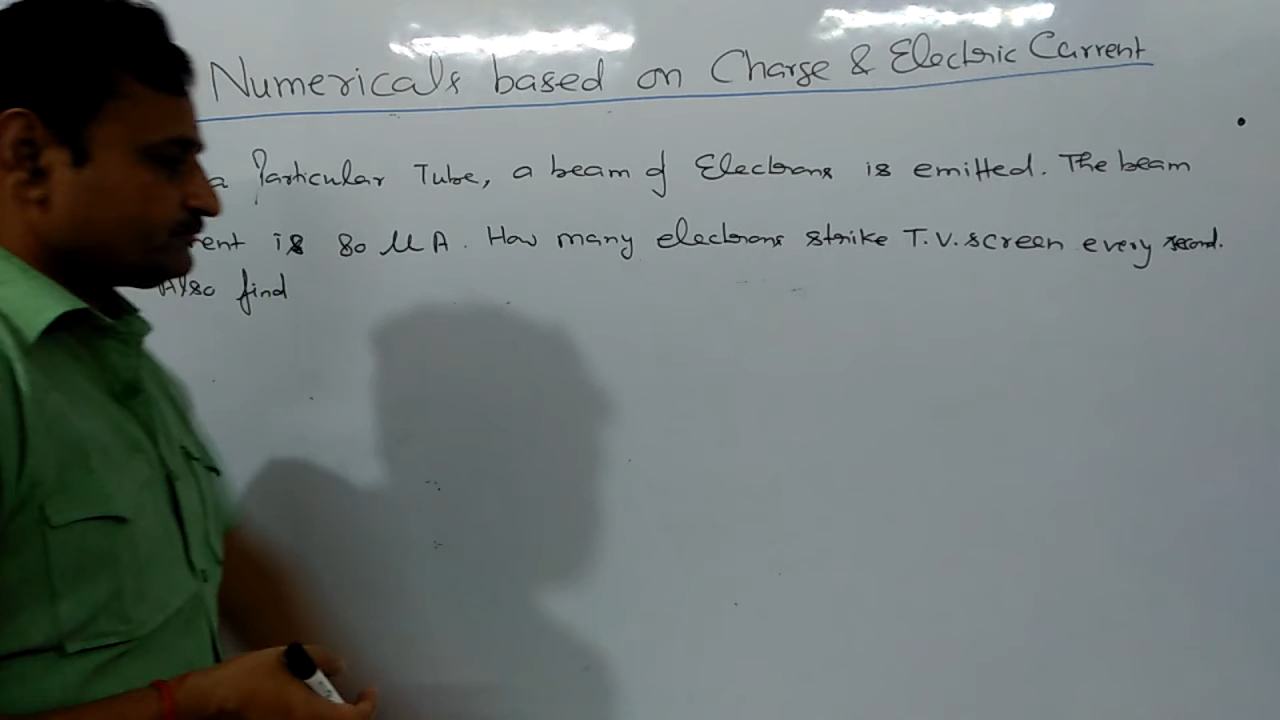 Numericals based on Charge & Electric Current
a Particular Tube, a beam of Electrons is emitted. The beam
rent is 80 μA. How many electrons strike T.V. screen every second.
Also find